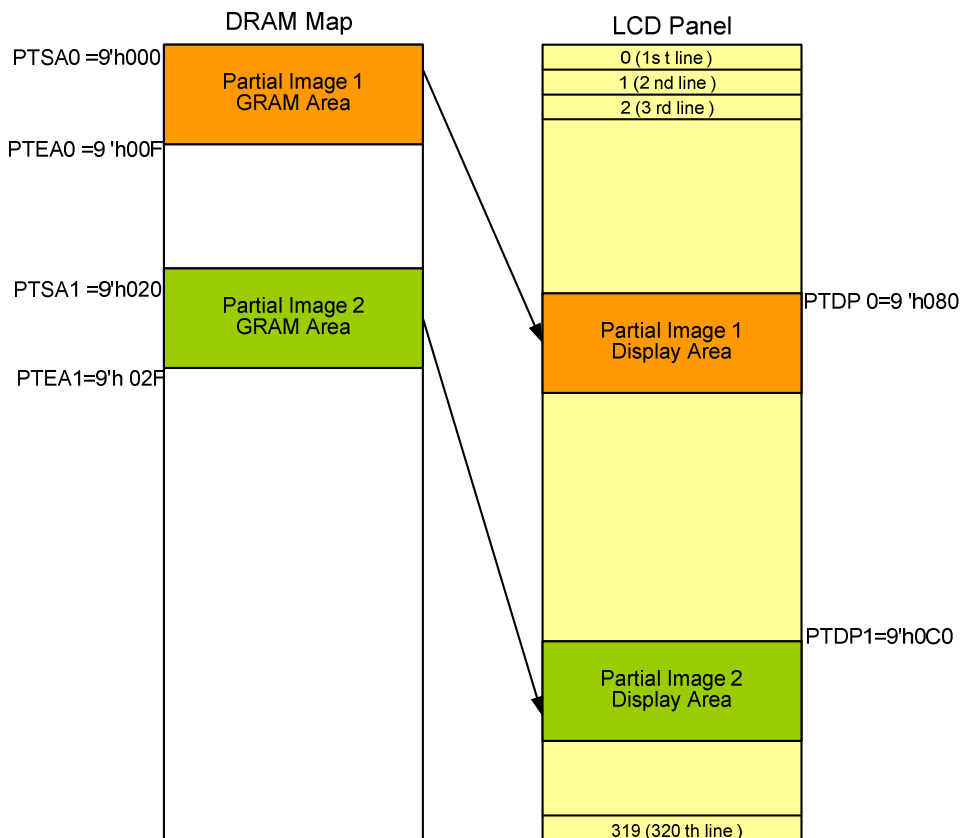 DRAM Map
LCD Panel
PTSA0 =9'h000
Partial Image 1
GRAM Area
PTEA0 =9 'h00F
PTSA1 =9'h020
Partial Image 2
GRAM Area
PTEA1=9'h 02F
0 (1s t line )
1 (2 nd line )
2 (3 rd line )
PTDP 0=9 'h080
Partial Image 1
Display Area
PTDP1=9'h0C0
Partial Image 2
Display Area
319 (320 th line )